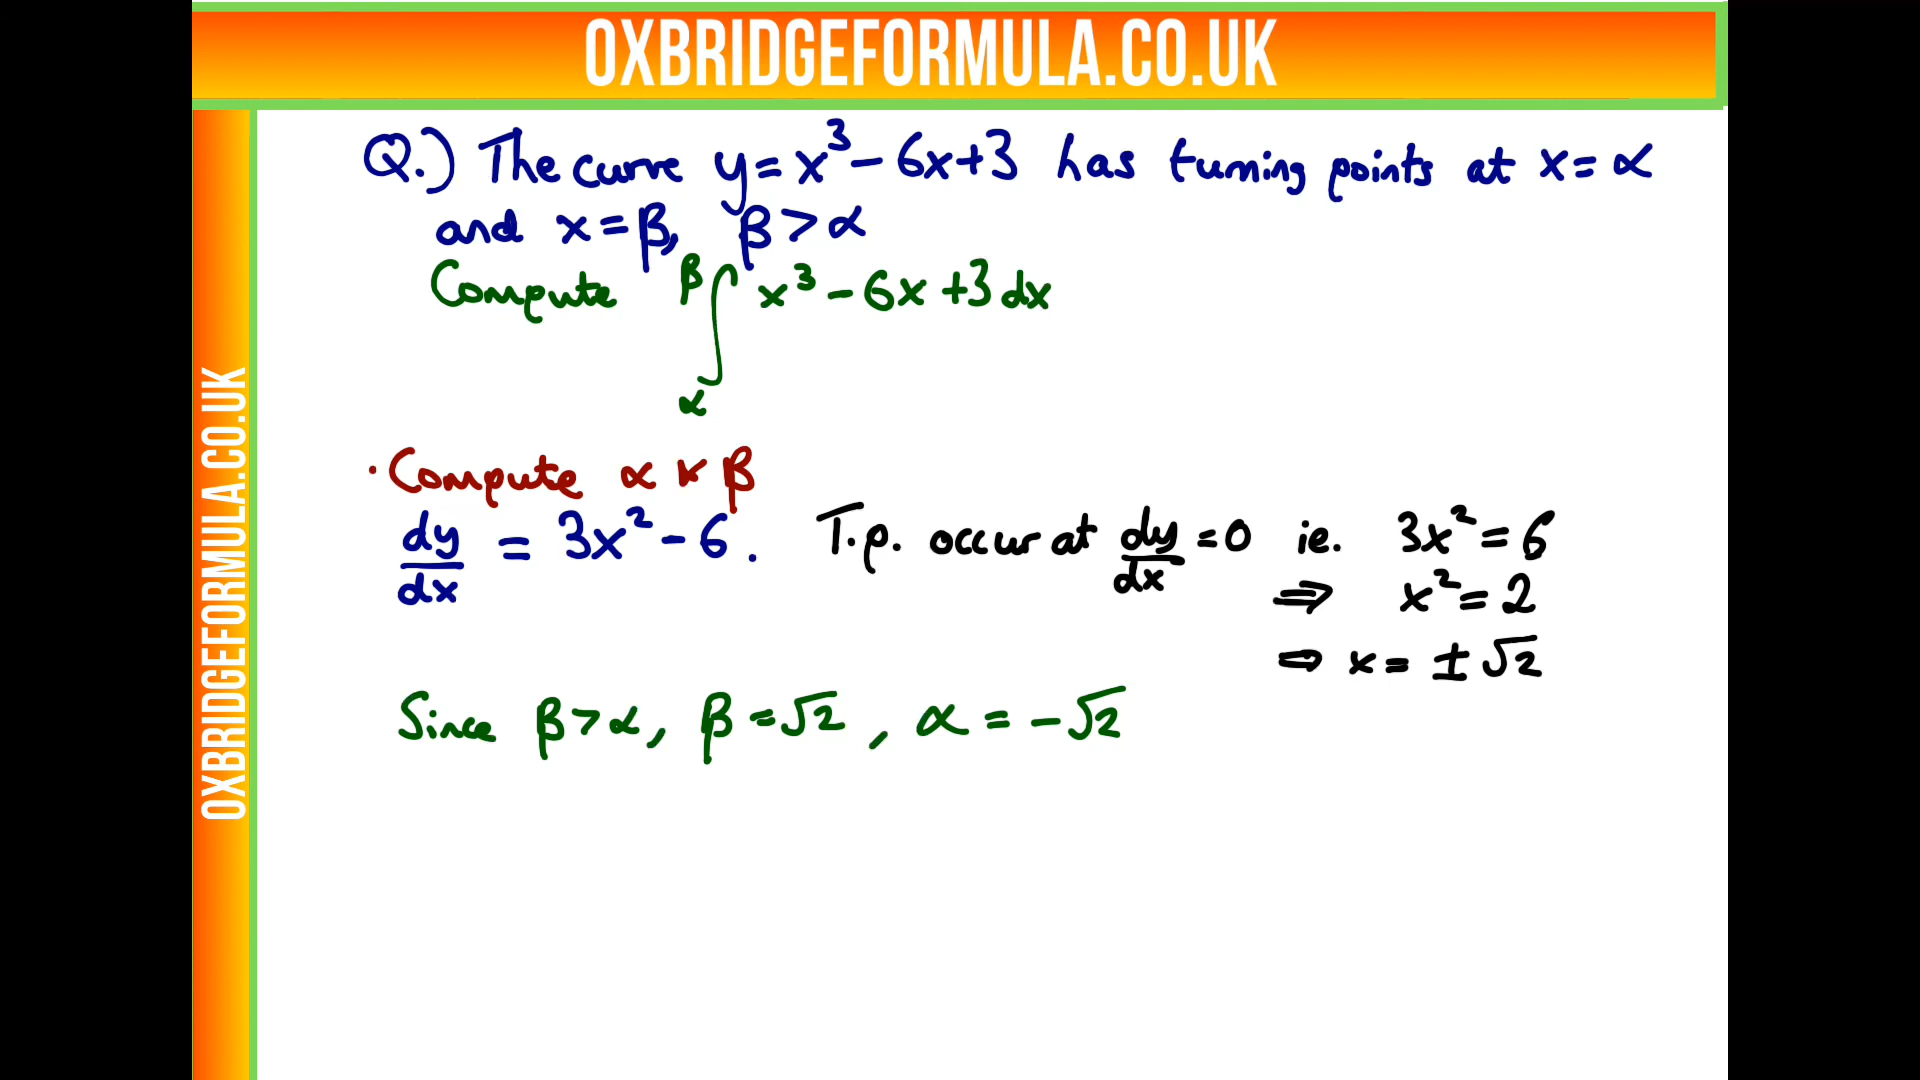 OXBRIDGEFORMULA.CO.UK
OXBRIDGEFORMULA.CO.UK
Q.) The curve y = x³ - 6x + 3 has turning points at x = α
and x = β, β > α
Compute ∫ x³ - 6x + 3 dx
β
α
· Compute α & β
dy/dx = 3x² - 6. T.p. occur at dy/dx = 0 ie. 3x² = 6
⇒ x² = 2
⇒ x = ± √2
Since β > α, β = √2, α = - √2